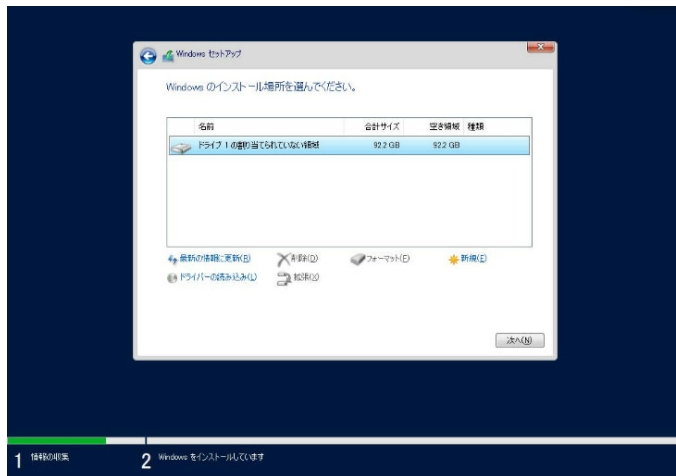 Windows セットアップ
Windows のインストール場所を選んでください。
名前 合計サイズ 空き領域 種類
ドライブ 1 の割り当てられていない領域 92.2 GB 92.2 GB
最新の情報に更新(R) 削除(D) フォーマット(F) 新規(E)
ドライバーの読み込み(L) 拡張(X)
次へ(N)
1 情報の収集 2 Windows をインストールしています